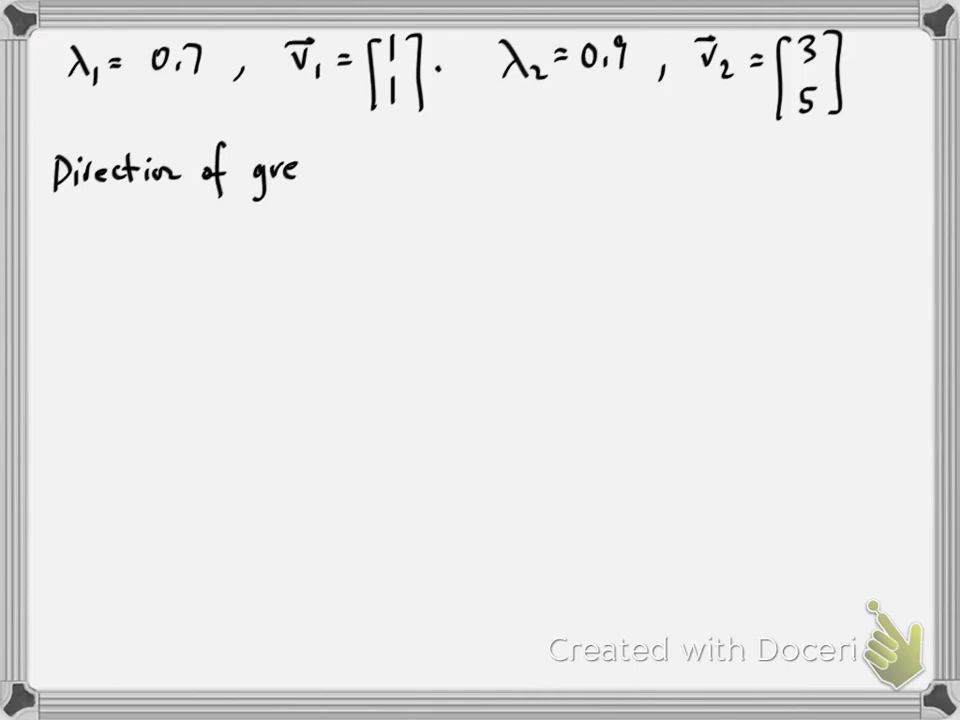 λ₁ = 0.7 , v⃗₁ = [1 1]. λ₂ = 0.9 , v⃗₂ = [3 5]
Direction of gre
Created with Doceri